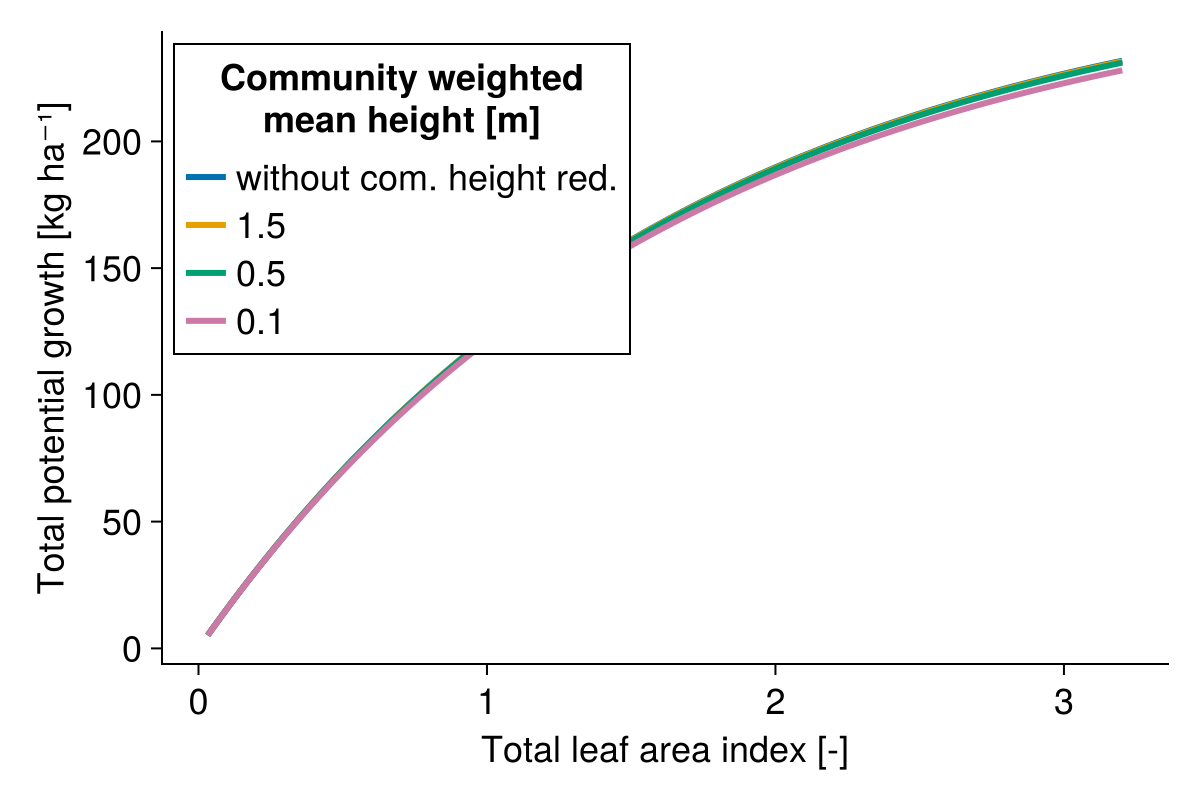 Community weighted
mean height [m]
without com. height red.
1.5
0.5
0.1
Total potential growth [kg ha⁻¹]
200
150
100
50
0
0 1 2 3
Total leaf area index [-]